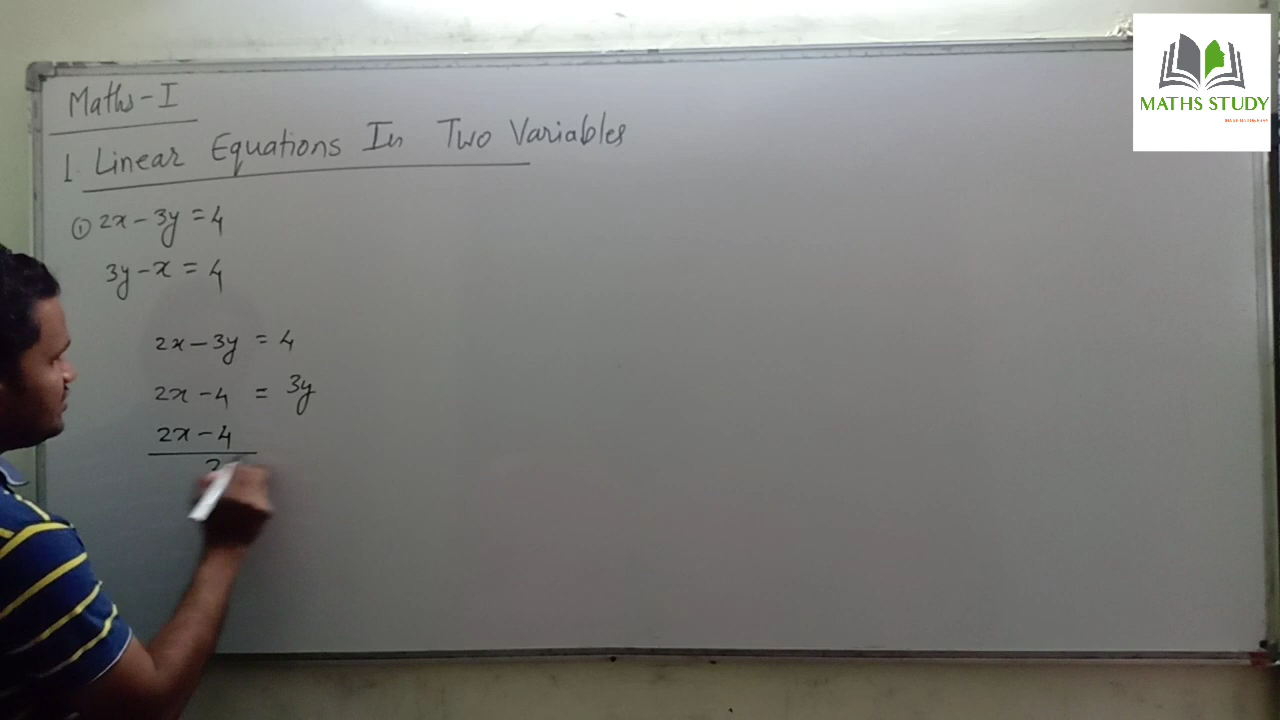 Maths-I
1. Linear Equations In Two Variables
① 2x - 3y = 4
3y - x = 4
2x - 3y = 4
2x - 4 = 3y
2x - 4
MATHS STUDY